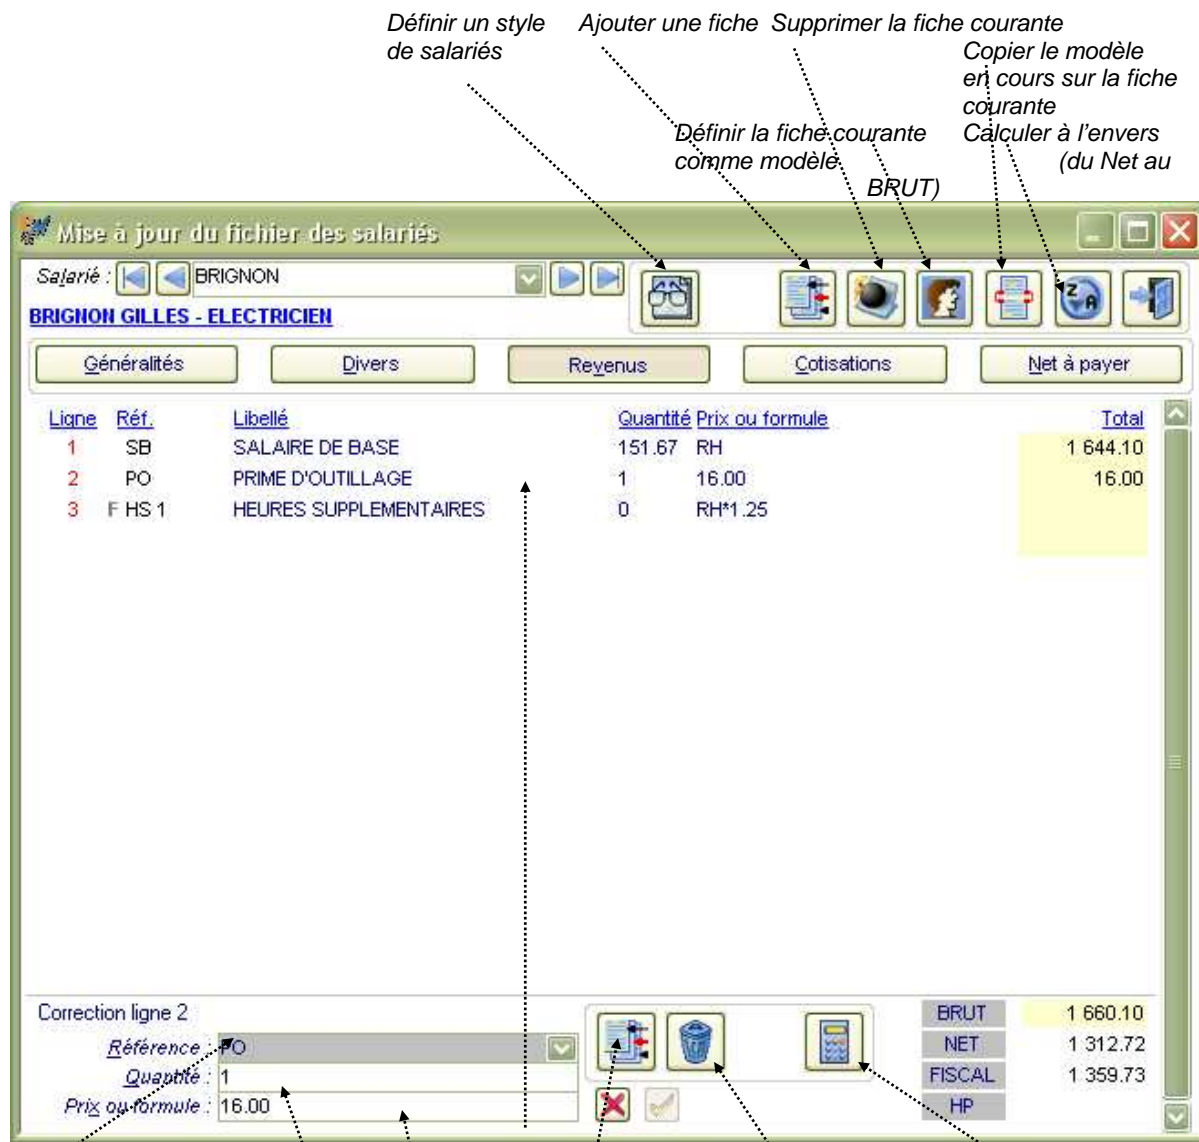 Définir un style Ajouter une fiche Supprimer la fiche courante
de salariés Copier le modèle
en cours sur la fiche
courante
Définir la fiche courante Calculer à l'envers
comme modèle (du Net au
BRUT)
Mise à jour du fichier des salariés
Salarié : BRIGNON
BRIGNON GILLES - ELECTRICIEN
Généralités Divers Revenus Cotisations Net à payer
Ligne Réf. Libellé Quantité Prix ou formule Total
1 SB SALAIRE DE BASE 151.67 RH 1 644.10
2 PO PRIME D'OUTILLAGE 1 16.00 16.00
3 F HS 1 HEURES SUPPLEMENTAIRES 0 RH*1.25
Correction ligne 2 BRUT 1 660.10
Référence : PO NET 1 312.72
Quantité : 1 FISCAL 1 359.73
Prix ou formule : 16.00 HP